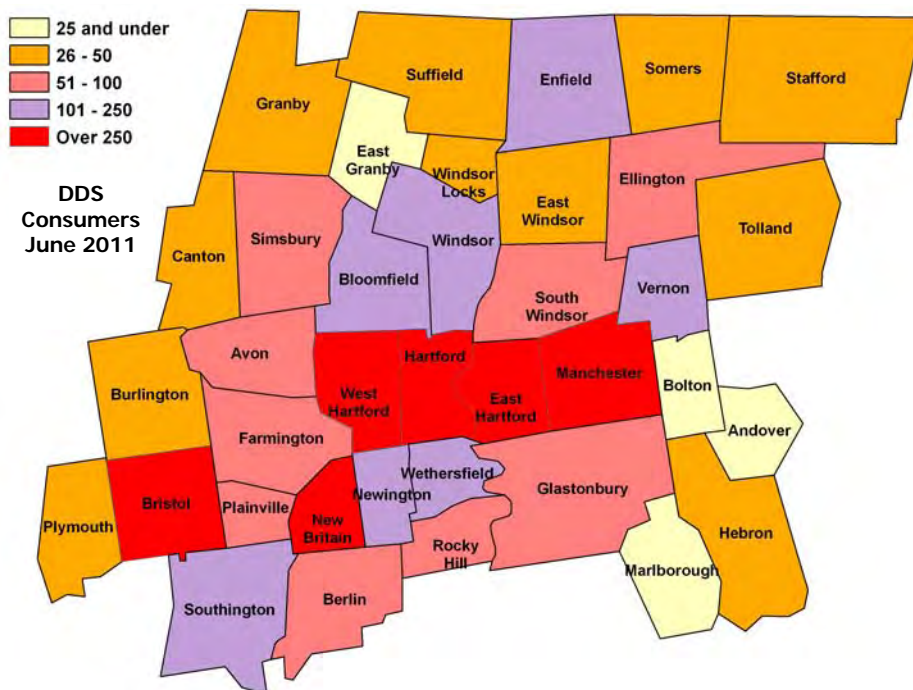 25 and under
26 - 50
51 - 100
101 - 250
Over 250
DDS
Consumers
June 2011
Granby
Suffield
Enfield
Somers
Stafford
East
Granby
Windsor
Locks
East
Windsor
Ellington
Tolland
Canton
Simsbury
Bloomfield
Windsor
South
Windsor
Vernon
Avon
Hartford
West
Hartford
East
Hartford
Manchester
Bolton
Andover
Burlington
Farmington
Wethersfield
Newington
Glastonbury
Plymouth
Bristol
Plainville
New
Britain
Rocky
Hill
Hebron
Marlborough
Southington
Berlin